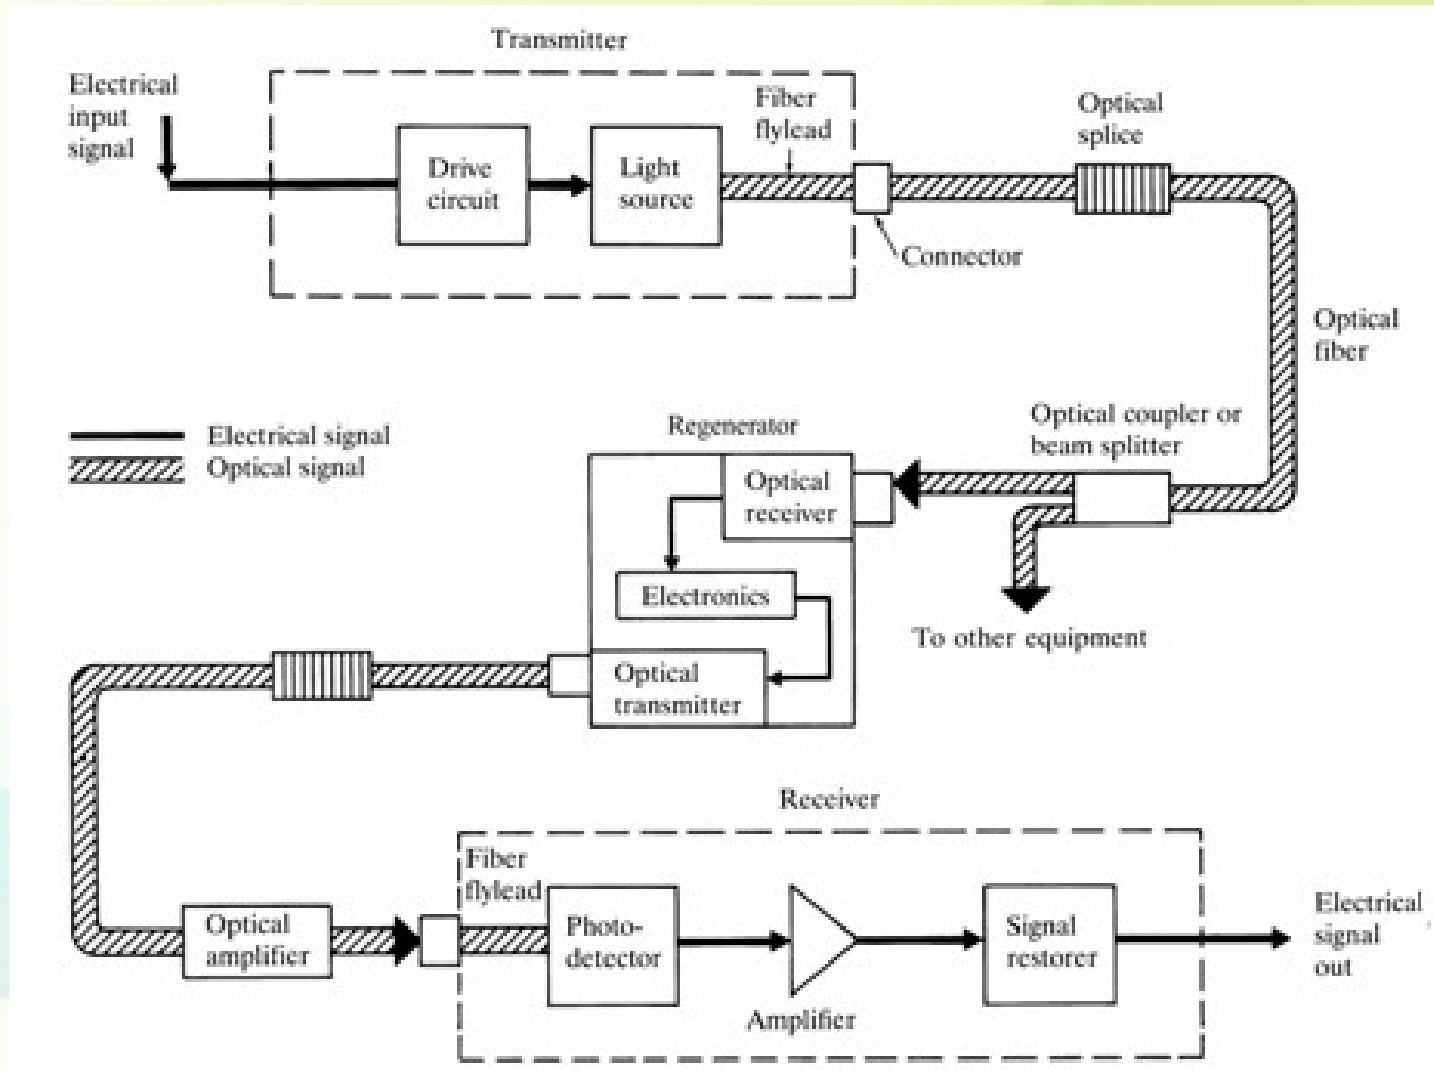 Transmitter
Electrical
input
signal
Fiber
flylead
Drive
circuit
Light
source
Optical
splice
Connector
Optical
fiber
Electrical signal
Optical signal
Regenerator
Optical coupler or
beam splitter
Optical
receiver
Electronics
To other equipment
Optical
transmitter
Receiver
Fiber
flylead
Optical
amplifier
Photo-
detector
Amplifier
Signal
restorer
Electrical
signal
out